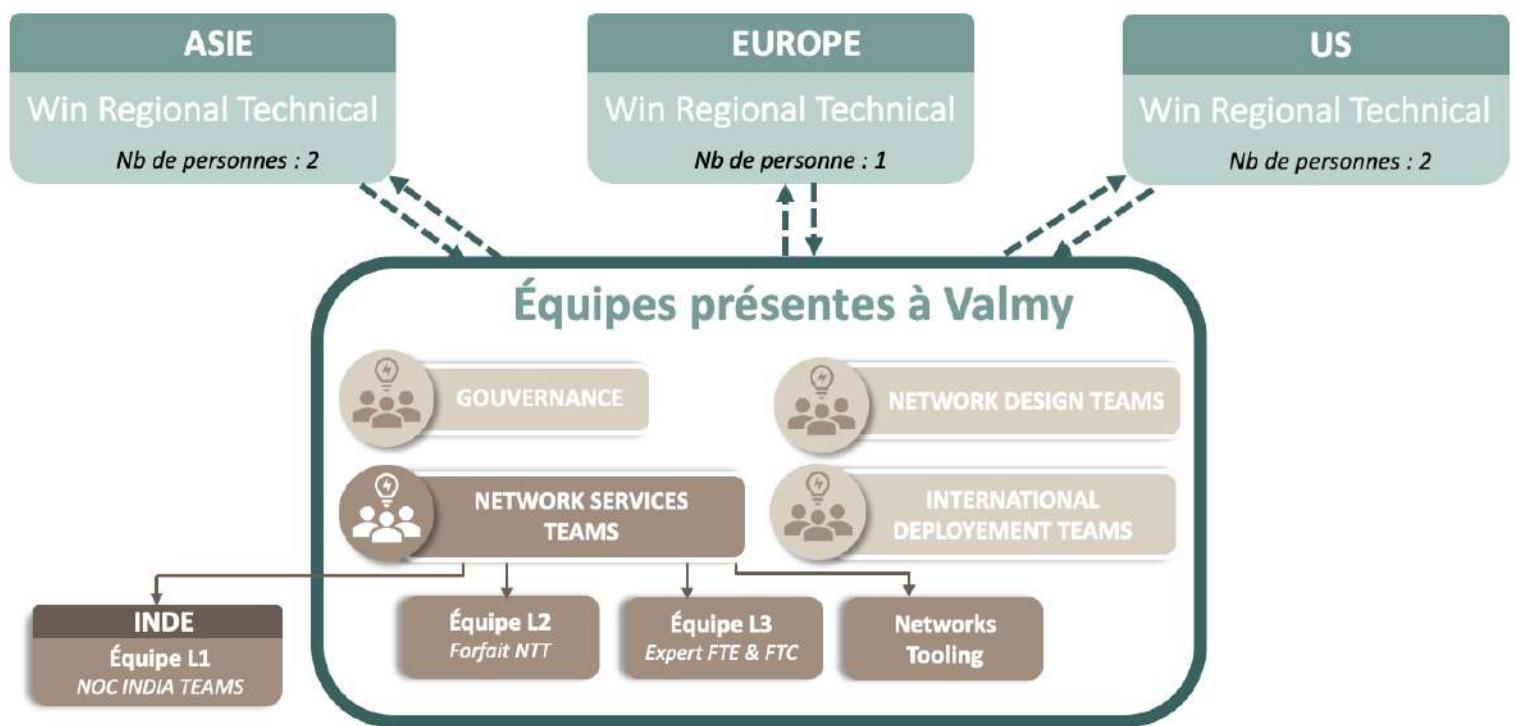 ASIE
Win Regional Technical
Nb de personnes : 2
EUROPE
Win Regional Technical
Nb de personne : 1
US
Win Regional Technical
Nb de personnes : 2
Équipes présentes à Valmy
GOUVERNANCE
NETWORK DESIGN TEAMS
NETWORK SERVICES
TEAMS
INTERNATIONAL
DEPLOYEMENT TEAMS
INDE
Équipe L1
NOC INDIA TEAMS
Équipe L2
Forfait NTT
Équipe L3
Expert FTE & FTC
Networks
Tooling